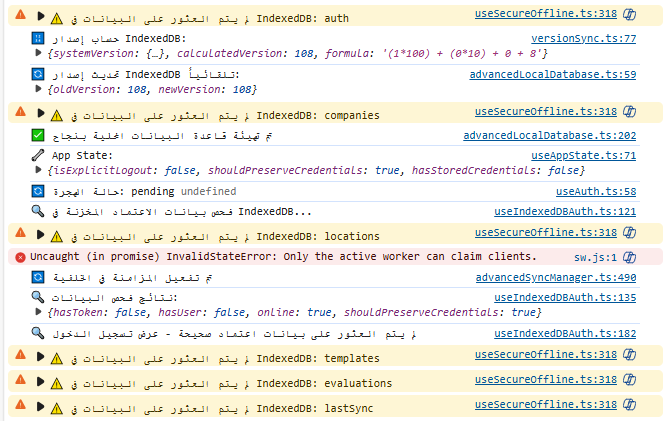 لم يتم العثور على البيانات في IndexedDB: auth useSecureOffline.ts:318
حساب إصدار IndexedDB: versionSync.ts:77
{systemVersion: {…}, calculatedVersion: 108, formula: '(1*100) + (0*10) + 0 + 8'}
تحديث إصدار IndexedDB تلقائياً: advancedLocalDatabase.ts:59
{oldVersion: 108, newVersion: 108}
لم يتم العثور على البيانات في IndexedDB: companies useSecureOffline.ts:318
تم تهيئة قاعدة البيانات المحلية بنجاح advancedLocalDatabase.ts:202
App State: useAppState.ts:71
{isExplicitLogout: false, shouldPreserveCredentials: true, hasStoredCredentials: false}
حالة الهجرة: pending undefined useAuth.ts:58
فحص بيانات الاعتماد المخزنة في IndexedDB... useIndexedDBAuth.ts:121
لم يتم العثور على البيانات في IndexedDB: locations useSecureOffline.ts:318
Uncaught (in promise) InvalidStateError: Only the active worker can claim clients. sw.js:1
تم تفعيل المزامنة في الخلفية advancedSyncManager.ts:490
نتائج فحص البيانات: useIndexedDBAuth.ts:135
{hasToken: false, hasUser: false, online: true, shouldPreserveCredentials: true}
لم يتم العثور على بيانات اعتماد صحيحة - عرض تسجيل الدخول useIndexedDBAuth.ts:182
لم يتم العثور على البيانات في IndexedDB: templates useSecureOffline.ts:318
لم يتم العثور على البيانات في IndexedDB: evaluations useSecureOffline.ts:318
لم يتم العثور على البيانات في IndexedDB: lastSync useSecureOffline.ts:318